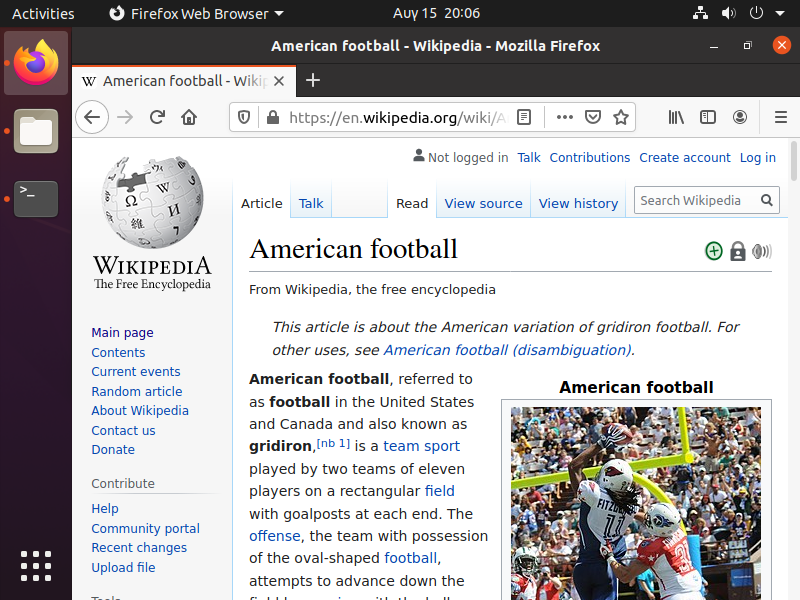 Activities
Firefox Web Browser
Αυγ 15 20:06
American football - Wikipedia - Mozilla Firefox
American football - Wikip
https://en.wikipedia.org/wiki/A
Not logged in Talk Contributions Create account Log in
Article Talk Read View source View history Search Wikipedia
WIKIPEDIA
The Free Encyclopedia
Main page
Contents
Current events
Random article
About Wikipedia
Contact us
Donate
Contribute
Help
Community portal
Recent changes
Upload file
American football
From Wikipedia, the free encyclopedia
This article is about the American variation of gridiron football. For
other uses, see American football (disambiguation).
American football, referred to
as football in the United States
and Canada and also known as
gridiron,[nb 1] is a team sport
played by two teams of eleven
players on a rectangular field
with goalposts at each end. The
offense, the team with possession
of the oval-shaped football,
attempts to advance down the
American football
11